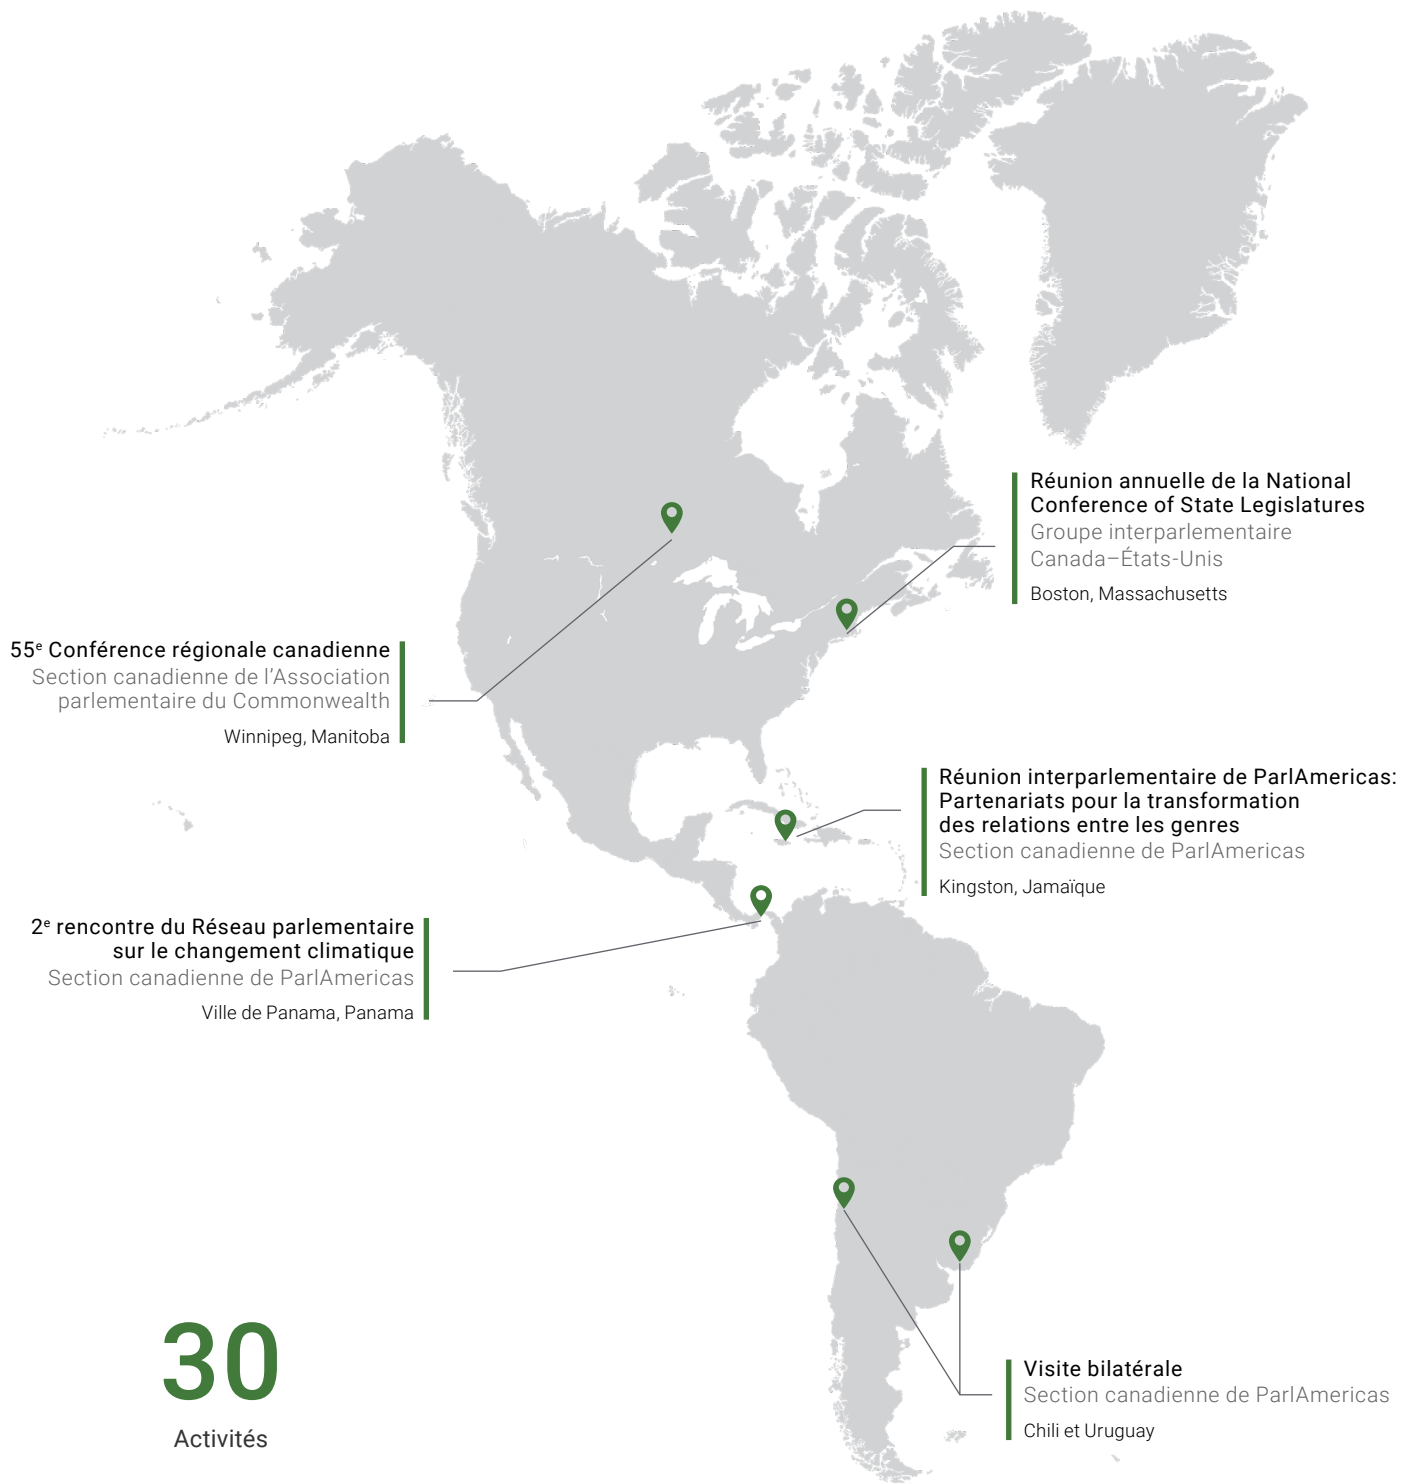 Réunion annuelle de la National
Conference of State Legislatures
Groupe interparlementaire
Canada–États-Unis
Boston, Massachusetts
55e Conférence régionale canadienne
Section canadienne de l'Association
parlementaire du Commonwealth
Winnipeg, Manitoba
Réunion interparlementaire de ParlAmericas:
Partenariats pour la transformation
des relations entre les genres
Section canadienne de ParlAmericas
Kingston, Jamaïque
2e rencontre du Réseau parlementaire
sur le changement climatique
Section canadienne de ParlAmericas
Ville de Panama, Panama
Visite bilatérale
Section canadienne de ParlAmericas
Chili et Uruguay
30
Activités